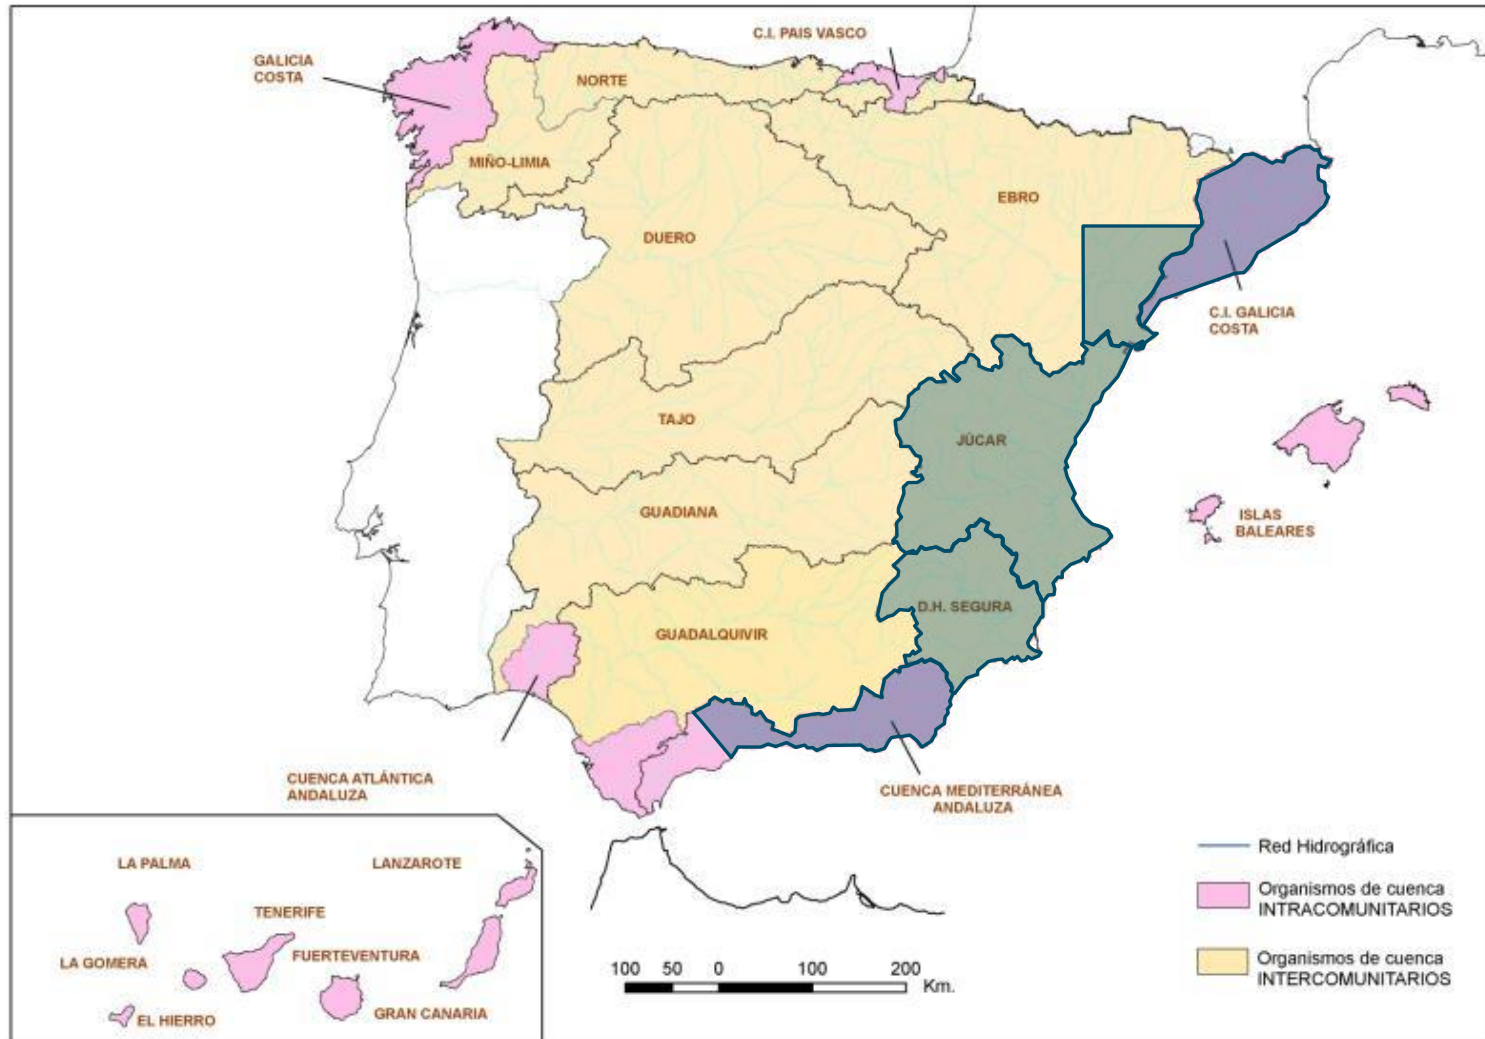 C.I. PAIS VASCO
GALICIA
COSTA
NORTE
MIÑO-LIMIA
EBRO
DUERO
C.I. GALICIA
COSTA
TAJO
JÚCAR
GUADIANA
ISLAS
BALEARES
D.H. SEGURA
GUADALQUIVIR
CUENCA ATLÁNTICA
ANDALUZA
CUENCA MEDITERRÁNEA
ANDALUZA
LA PALMA
LANZAROTE
TENERIFE
FUERTEVENTURA
LA GOMERA
GRAN CANARIA
EL HIERRO
100 50 0 100 200
Km.
Red Hidrográfica
Organismos de cuenca
INTRACOMUNITARIOS
Organismos de cuenca
INTERCOMUNITARIOS